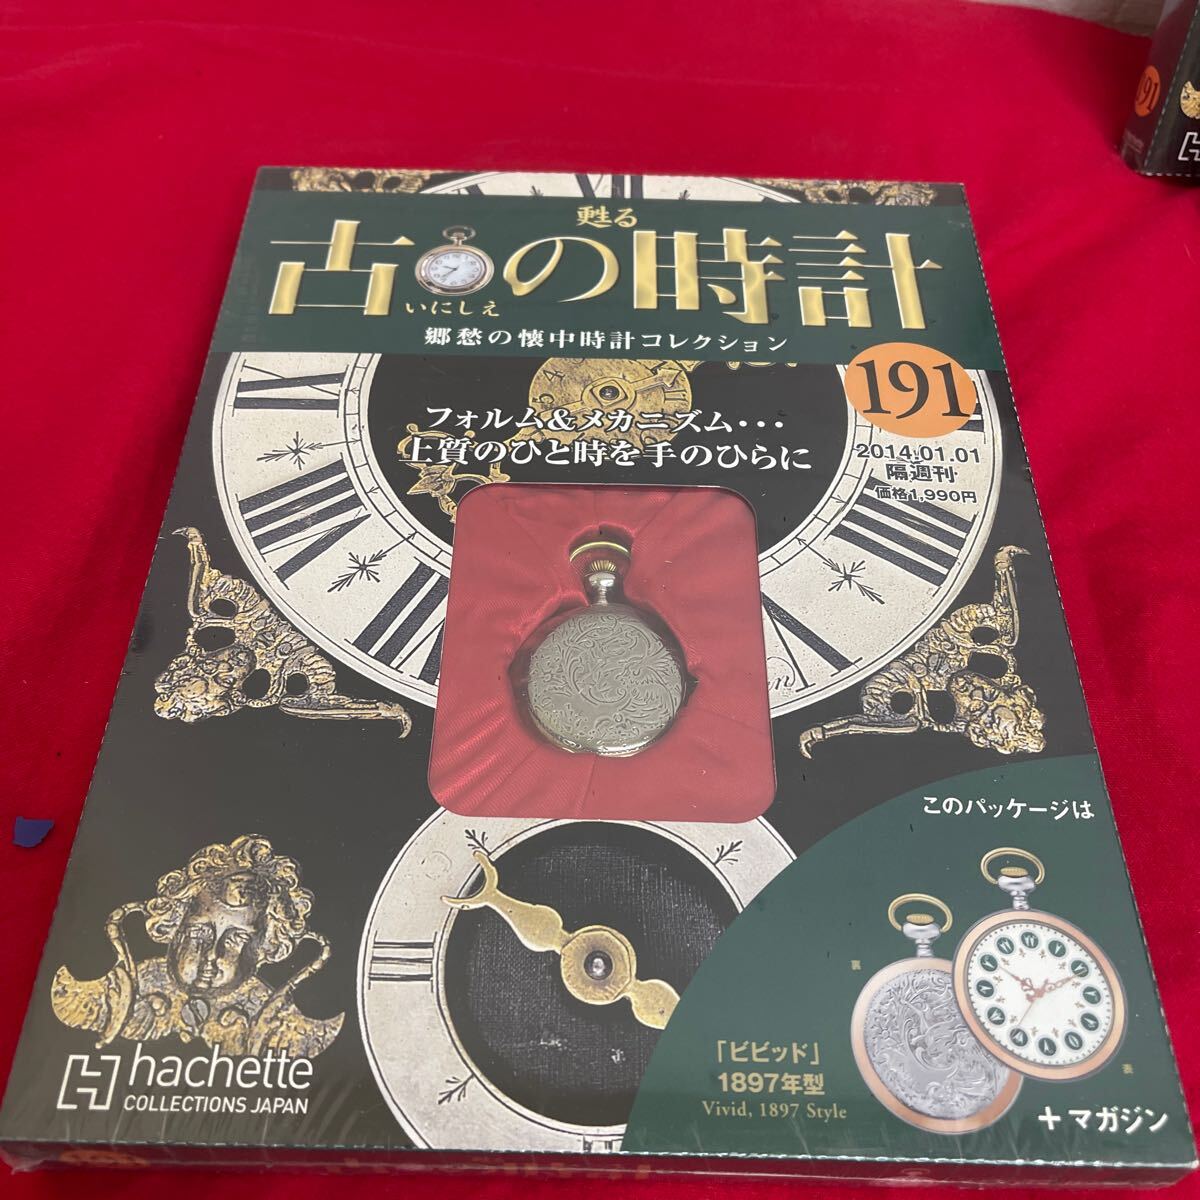 甦る
古の時計
いにしえ
郷愁の懐中時計コレクション
191
2014.01.01
隔週刊
価格1,990円
フォルム&メカニズム・・・
上質のひと時を手のひらに
このパッケージは
裏
表
「ビビッド」
1897年型
Vivid, 1897 Style
+マガジン
hachette
COLLECTIONS JAPAN
191